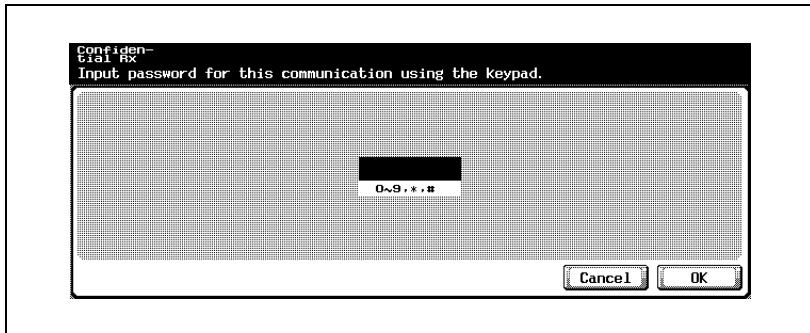 Confiden-
tial Rx
Input password for this communication using the keypad.
0~9,*,#
Cancel OK